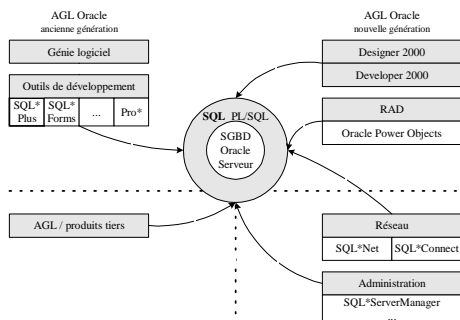 AGL Oracle
ancienne génération
Génie logiciel
Outils de développement
SQL* SQL* ... Pro*
Plus Forms
AGL Oracle
nouvelle génération
Designer 2000
Developer 2000
RAD
Oracle Power Objects
SQL PL/SQL
SGBD
Oracle
Serveur
AGL / produits tiers
Réseau
SQL*Net SQL*Connect
Administration
SQL*ServerManager
...